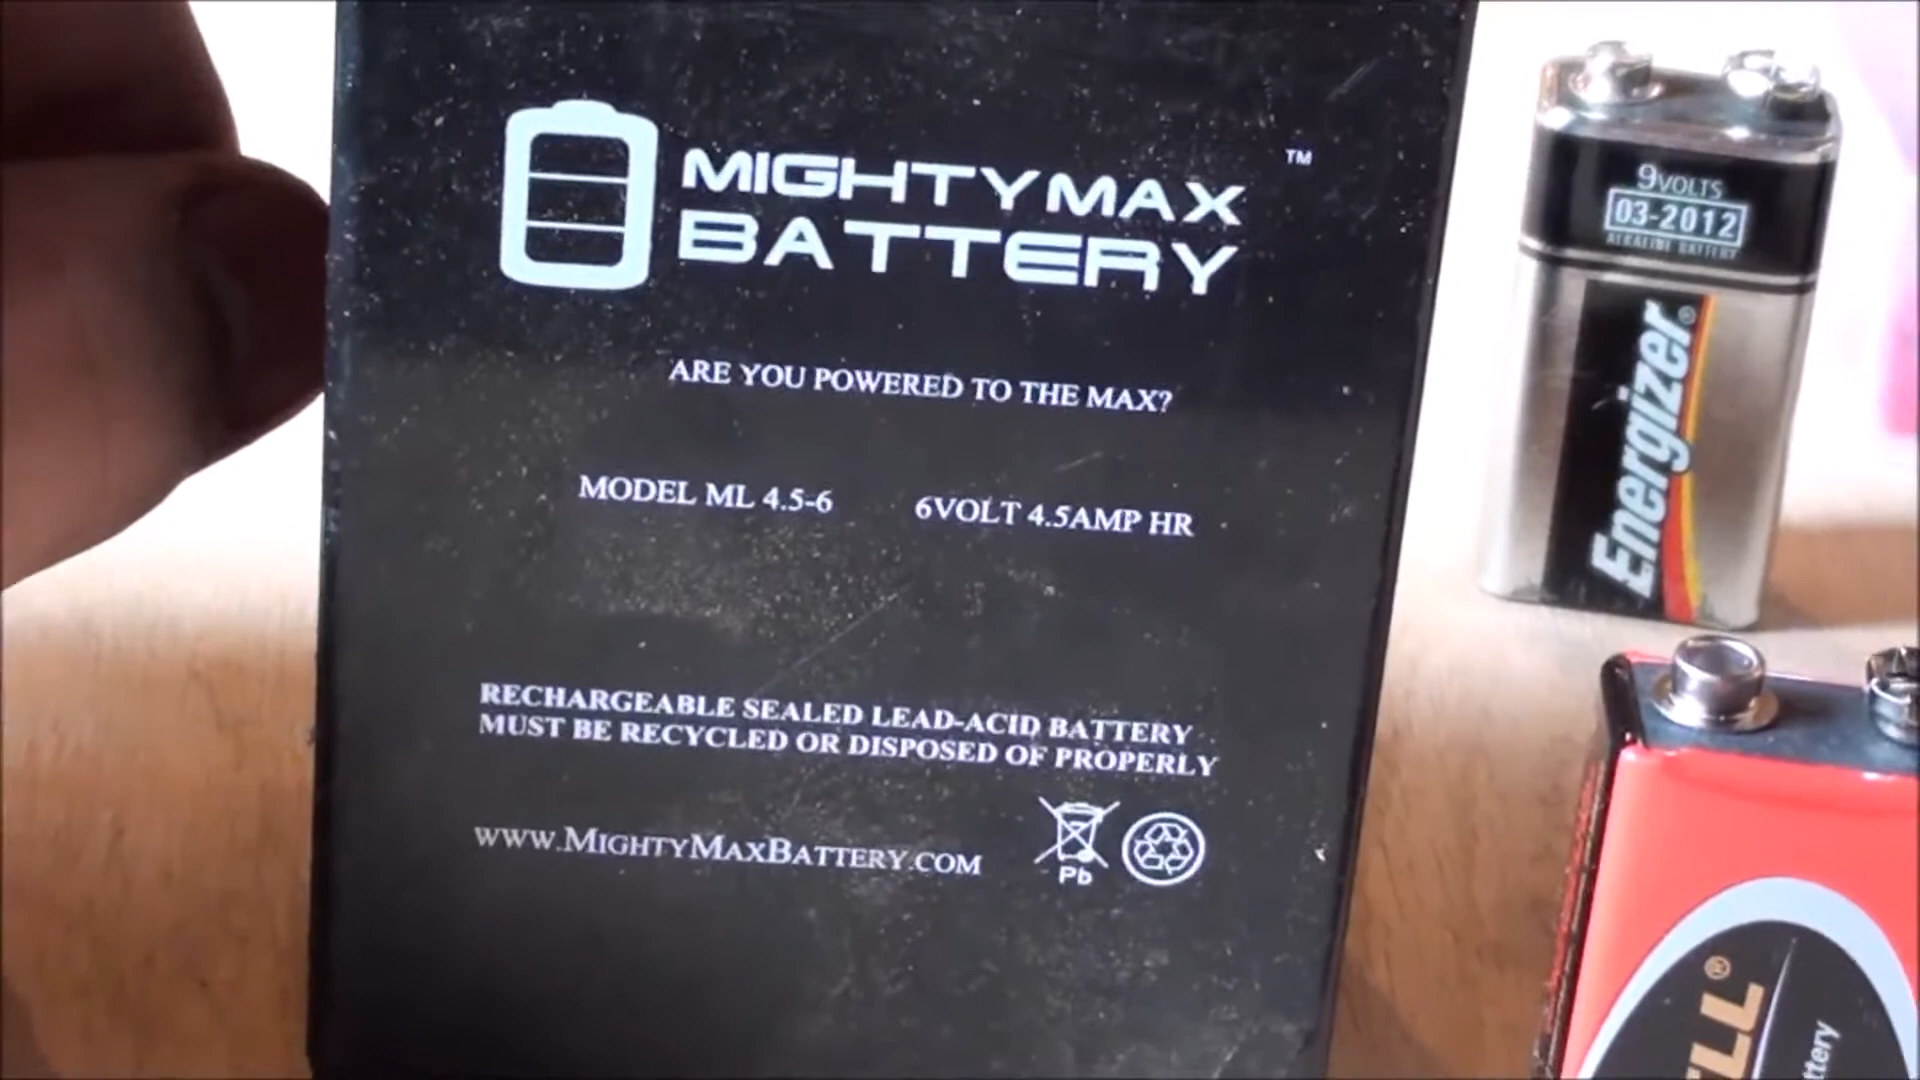 MIGHTYMAX ™
BATTERY
ARE YOU POWERED TO THE MAX?
MODEL ML 4.5-6 6VOLT 4.5AMP HR
RECHARGEABLE SEALED LEAD-ACID BATTERY
MUST BE RECYCLED OR DISPOSED OF PROPERLY
WWW.MIGHTYMAXBATTERY.COM
Pb
9VOLTS
03-2012
ALKALINE BATTERY
Energizer®
LL®
ttery